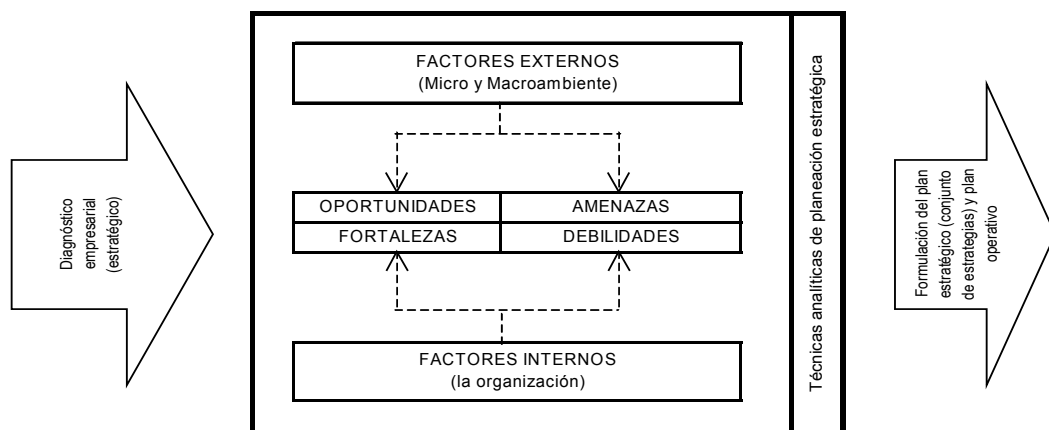 Diagnóstico
empresarial
(estratégico)
FACTORES EXTERNOS
(Micro y Macroambiente)
OPORTUNIDADES
AMENAZAS
FORTALEZAS
DEBILIDADES
FACTORES INTERNOS
(la organización)
Técnicas analíticas de planeación estratégica
Formulación del plan
estratégico (conjunto
de estrategias) y plan
operativo